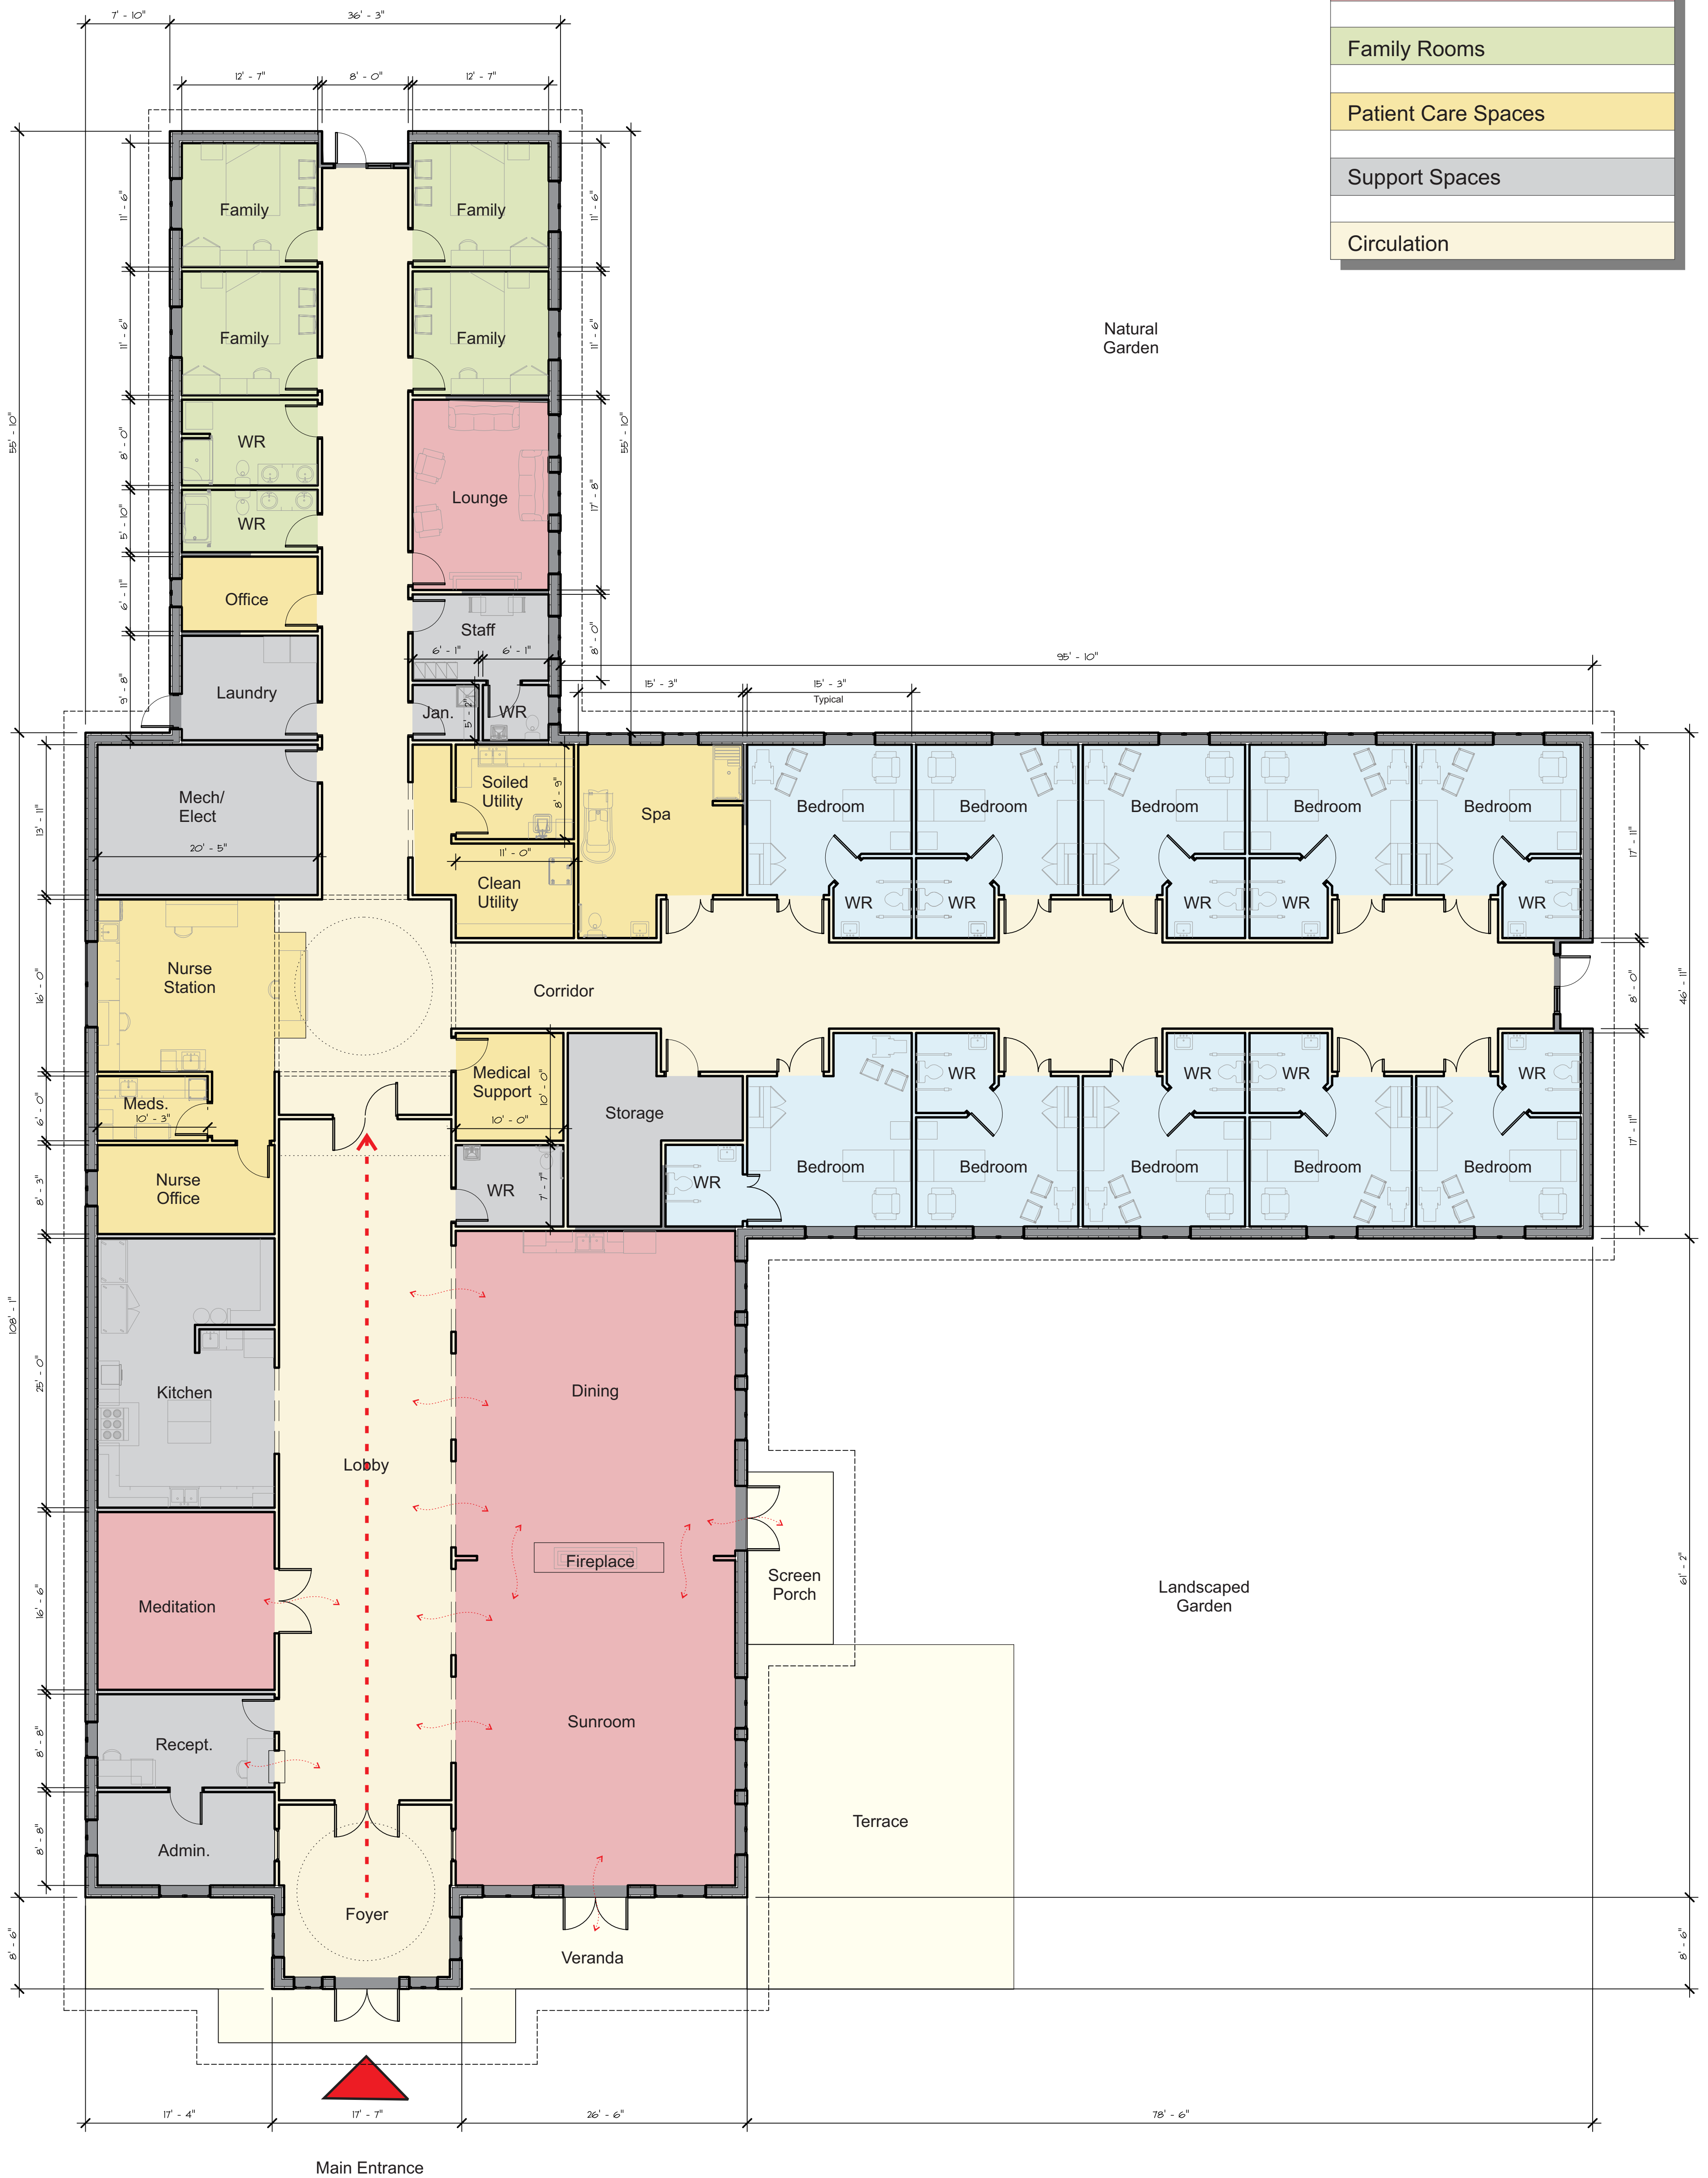 7' - 10"
36' - 3"
12' - 7"
8' - 0"
12' - 7"
Family Rooms
Patient Care Spaces
Support Spaces
Circulation
Family
Family
11' - 6"
11' - 6"
Family
Family
11' - 6"
11' - 6"
Natural
Garden
55' - 10"
55' - 10"
WR
8' - 0"
Lounge
17' - 8"
WR
5' - 10"
Office
6' - 11"
Staff
8' - 0"
6' - 1"
6' - 1"
Laundry
9' - 8"
Jan.
5' - 2"
WR
95' - 10"
15' - 3"
15' - 3"
Typical
Mech/
Elect
13' - 11"
20' - 5"
Soiled
Utility
8' - 9"
11' - 0"
Clean
Utility
Spa
Bedroom
Bedroom
Bedroom
Bedroom
Bedroom
17' - 11"
WR
WR
WR
WR
WR
Nurse
Station
16' - 0"
Corridor
8' - 0"
46' - 11"
Medical
Support
10' - 0"
10' - 0"
Storage
WR
WR
WR
WR
Meds.
10' - 3"
6' - 0"
17' - 11"
Nurse
Office
8' - 3"
WR
7' - 7"
WR
Bedroom
Bedroom
Bedroom
Bedroom
Bedroom
108' - 1"
25' - 0"
Kitchen
Dining
Lobby
Fireplace
Screen
Porch
Landscaped
Garden
61' - 2"
Meditation
16' - 6"
Recept.
8' - 8"
Sunroom
Terrace
Admin.
8' - 8"
Foyer
Veranda
8' - 6"
8' - 6"
17' - 4"
17' - 7"
26' - 6"
78' - 6"
Main Entrance